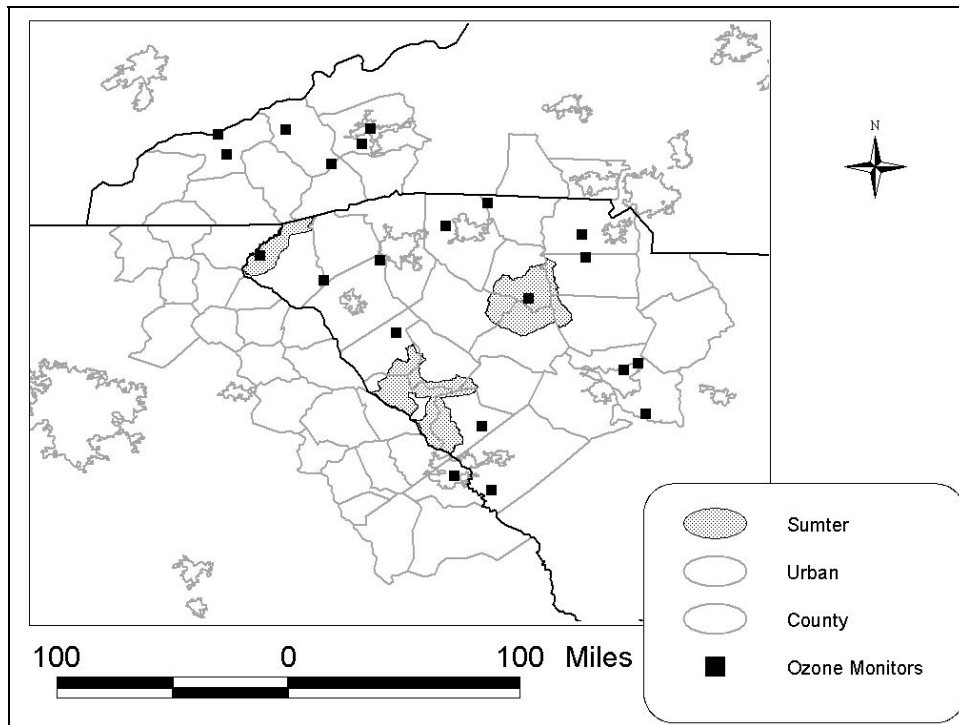 N
Sumter
Urban
County
Ozone Monitors
100 0 100 Miles